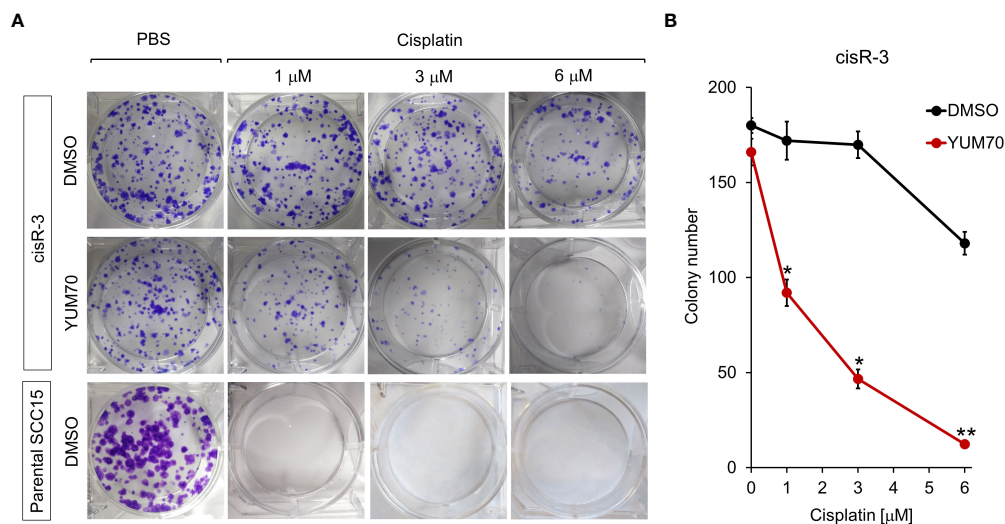 A
PBS
Cisplatin
1 μM
3 μM
6 μM
cisR-3
DMSO
YUM70
Parental SCC15
DMSO
B
cisR-3
DMSO
YUM70
Colony number
200
150
100
50
0
*
*
**
0 1 2 3 4 5 6
Cisplatin [μM]